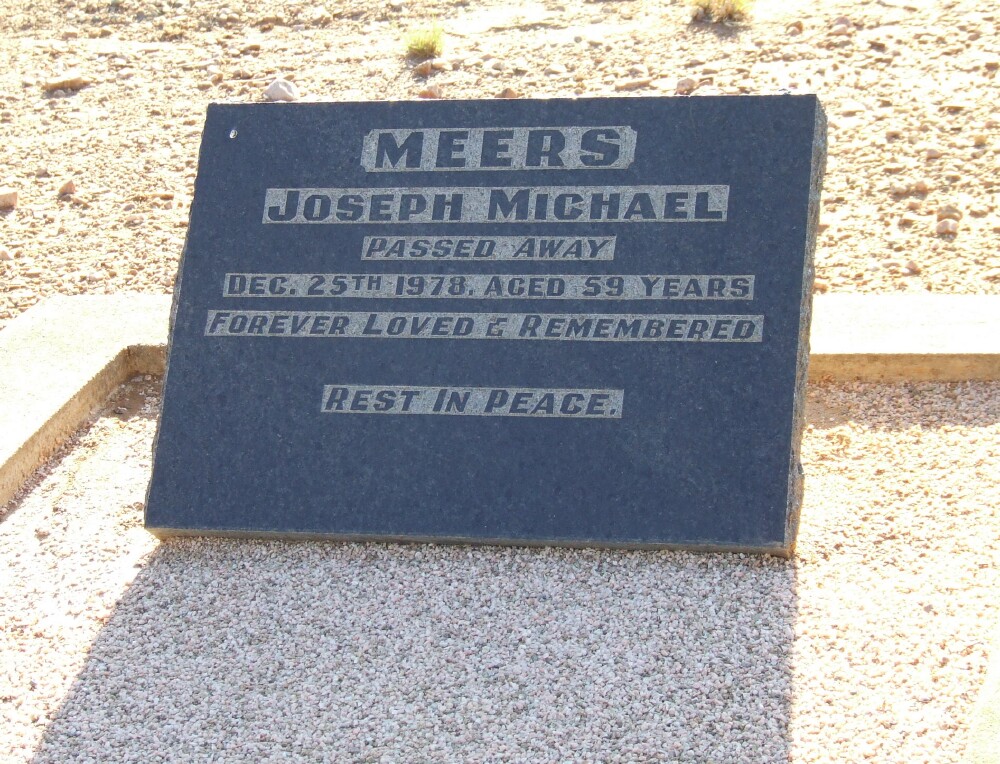 MEERS
JOSEPH MICHAEL
PASSED AWAY
DEC. 25TH 1978. AGED 59 YEARS
FOREVER LOVED & REMEMBERED
REST IN PEACE.